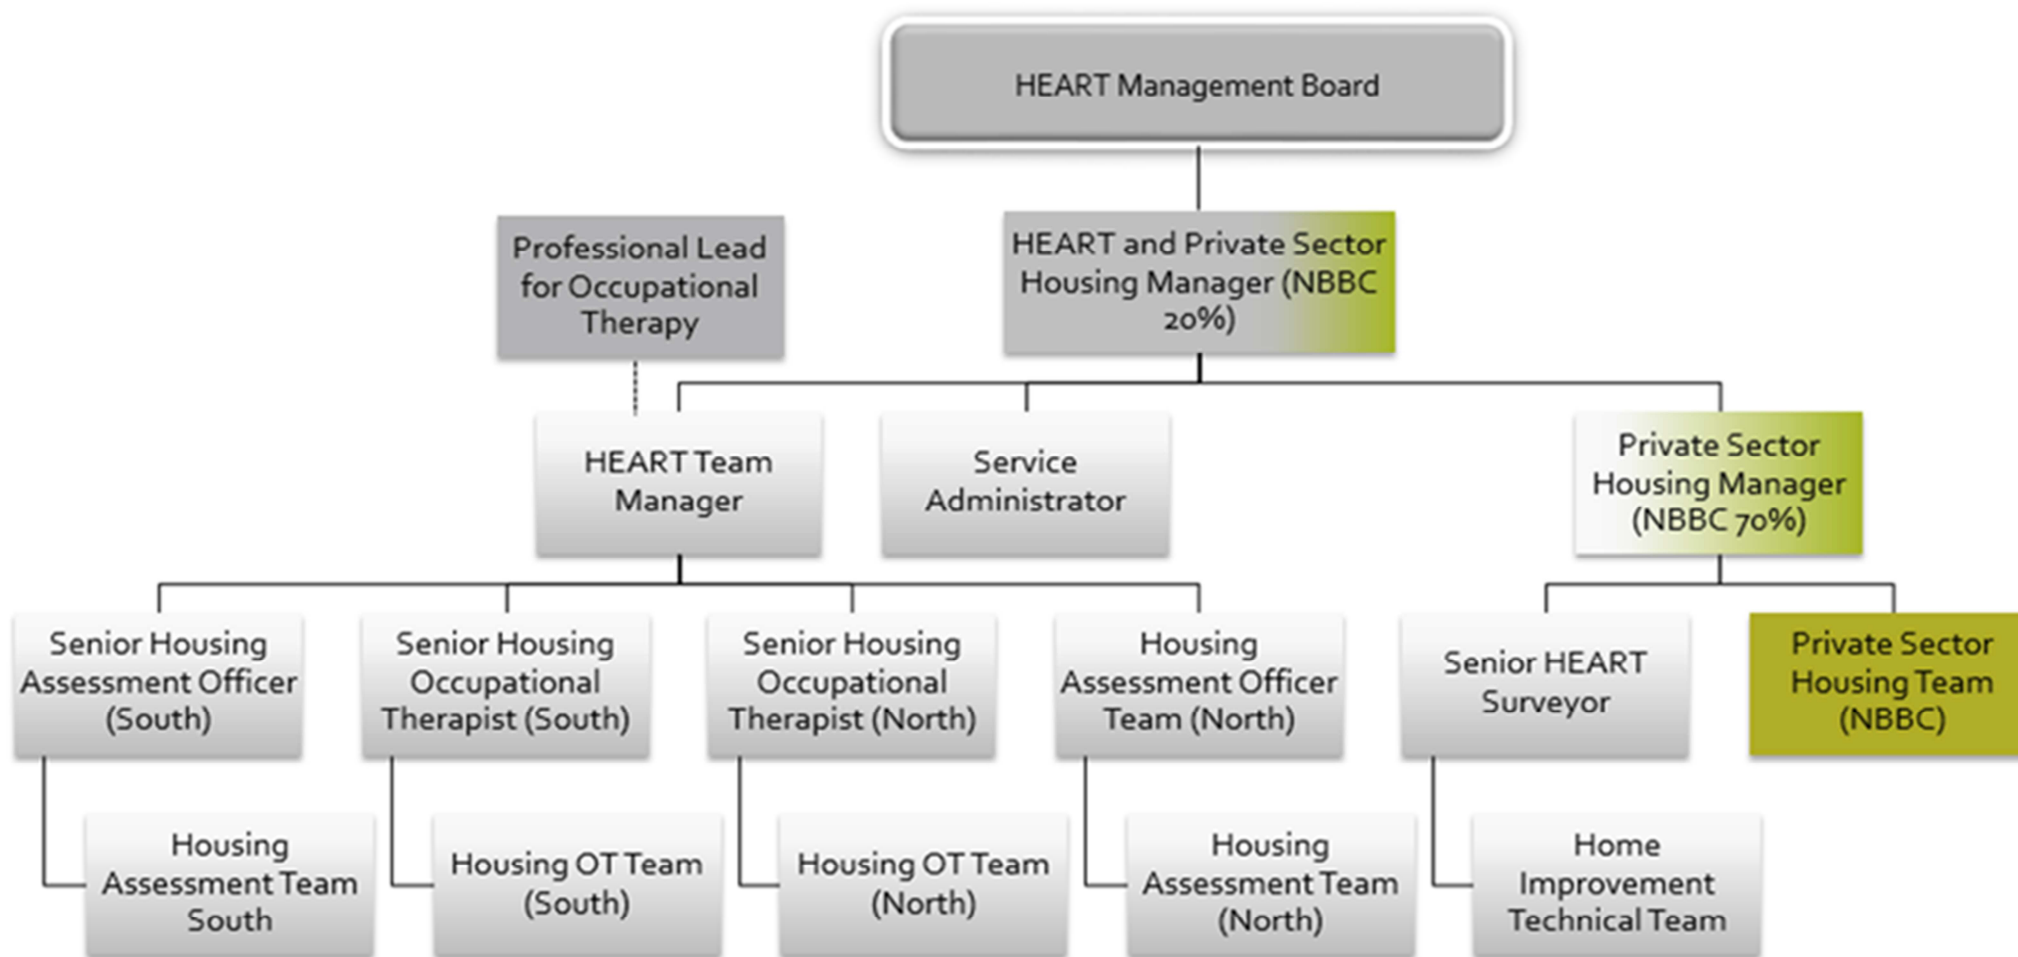 HEART Management Board
Professional Lead
for Occupational
Therapy
HEART and Private Sector
Housing Manager (NBBC
20%)
HEART Team
Manager
Service
Administrator
Private Sector
Housing Manager
(NBBC 70%)
Senior Housing
Assessment Officer
(South)
Senior Housing
Occupational
Therapist (South)
Senior Housing
Occupational
Therapist (North)
Housing
Assessment Officer
Team (North)
Senior HEART
Surveyor
Private Sector
Housing Team
(NBBC)
Housing
Assessment Team
South
Housing OT Team
(South)
Housing OT Team
(North)
Housing
Assessment Team
(North)
Home
Improvement
Technical Team